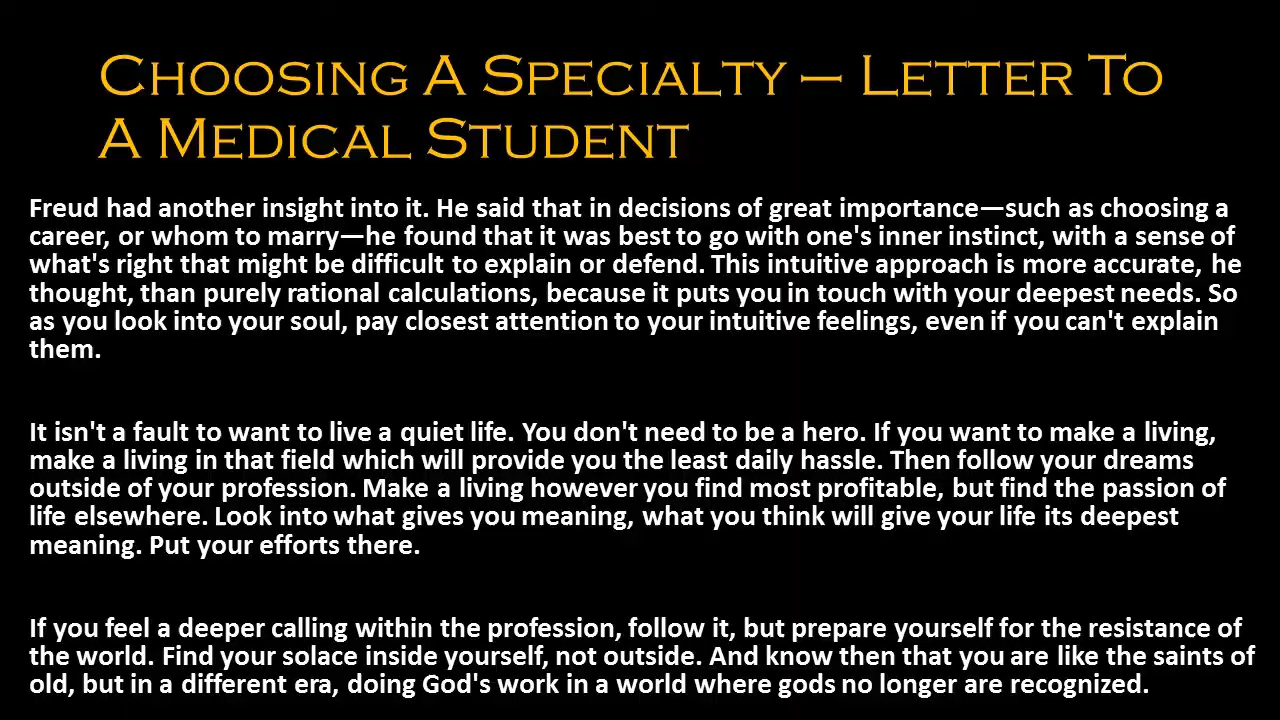 Choosing A Specialty – Letter To
A Medical Student
Freud had another insight into it. He said that in decisions of great importance—such as choosing a
career, or whom to marry—he found that it was best to go with one's inner instinct, with a sense of
what's right that might be difficult to explain or defend. This intuitive approach is more accurate, he
thought, than purely rational calculations, because it puts you in touch with your deepest needs. So
as you look into your soul, pay closest attention to your intuitive feelings, even if you can't explain
them.
It isn't a fault to want to live a quiet life. You don't need to be a hero. If you want to make a living,
make a living in that field which will provide you the least daily hassle. Then follow your dreams
outside of your profession. Make a living however you find most profitable, but find the passion of
life elsewhere. Look into what gives you meaning, what you think will give your life its deepest
meaning. Put your efforts there.
If you feel a deeper calling within the profession, follow it, but prepare yourself for the resistance of
the world. Find your solace inside yourself, not outside. And know then that you are like the saints of
old, but in a different era, doing God's work in a world where gods no longer are recognized.